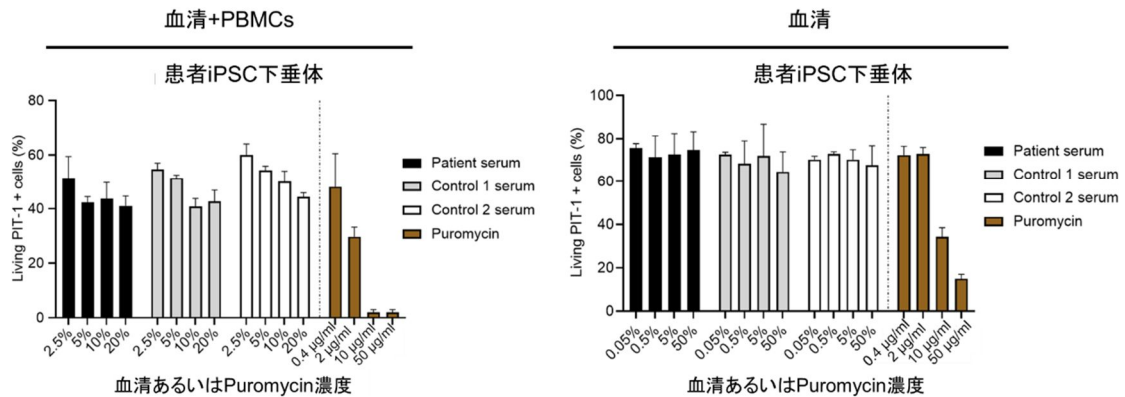 血清+PBMCs
患者iPSC下垂体
80
60
40
20
0
Living PIT-1 + cells (%)
2.5% 5% 10% 20% 2.5% 5% 10% 20% 2.5% 5% 10% 20% 0.4 µg/ml 2 µg/ml 10 µg/ml 50 µg/ml
Patient serum
Control 1 serum
Control 2 serum
Puromycin
血清あるいはPuromycin濃度
血清
患者iPSC下垂体
100
80
60
40
20
0
Living PIT-1 + cells (%)
0.05% 0.5% 5% 50% 0.05% 0.5% 5% 50% 0.05% 0.5% 5% 50% 0.4 µg/ml 2 µg/ml 10 µg/ml 50 µg/ml
Patient serum
Control 1 serum
Control 2 serum
Puromycin
血清あるいはPuromycin濃度